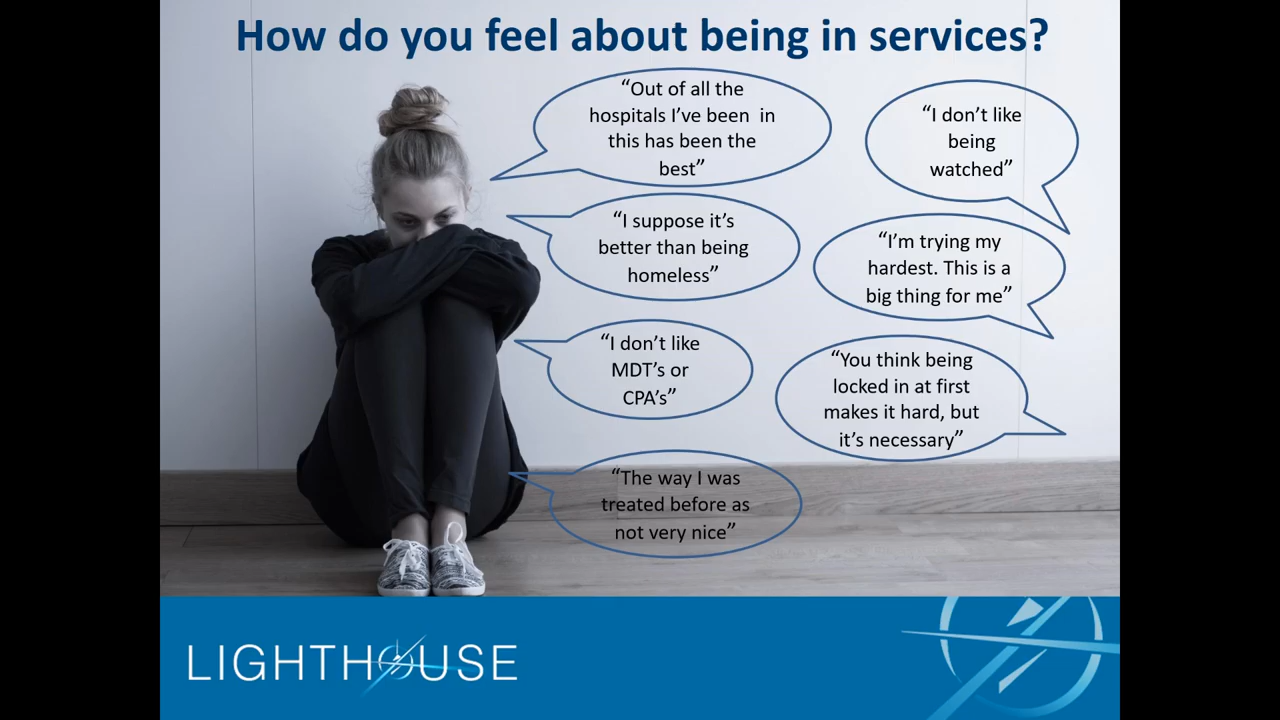 How do you feel about being in services?
“Out of all the
hospitals I’ve been in
this has been the
best”
“I suppose it’s
better than being
homeless”
“I don’t like
MDT’s or
CPA’s”
“The way I was
treated before as
not very nice”
“I don’t like
being
watched”
“I’m trying my
hardest. This is a
big thing for me”
“You think being
locked in at first
makes it hard, but
it’s necessary”
LIGHTHOUSE